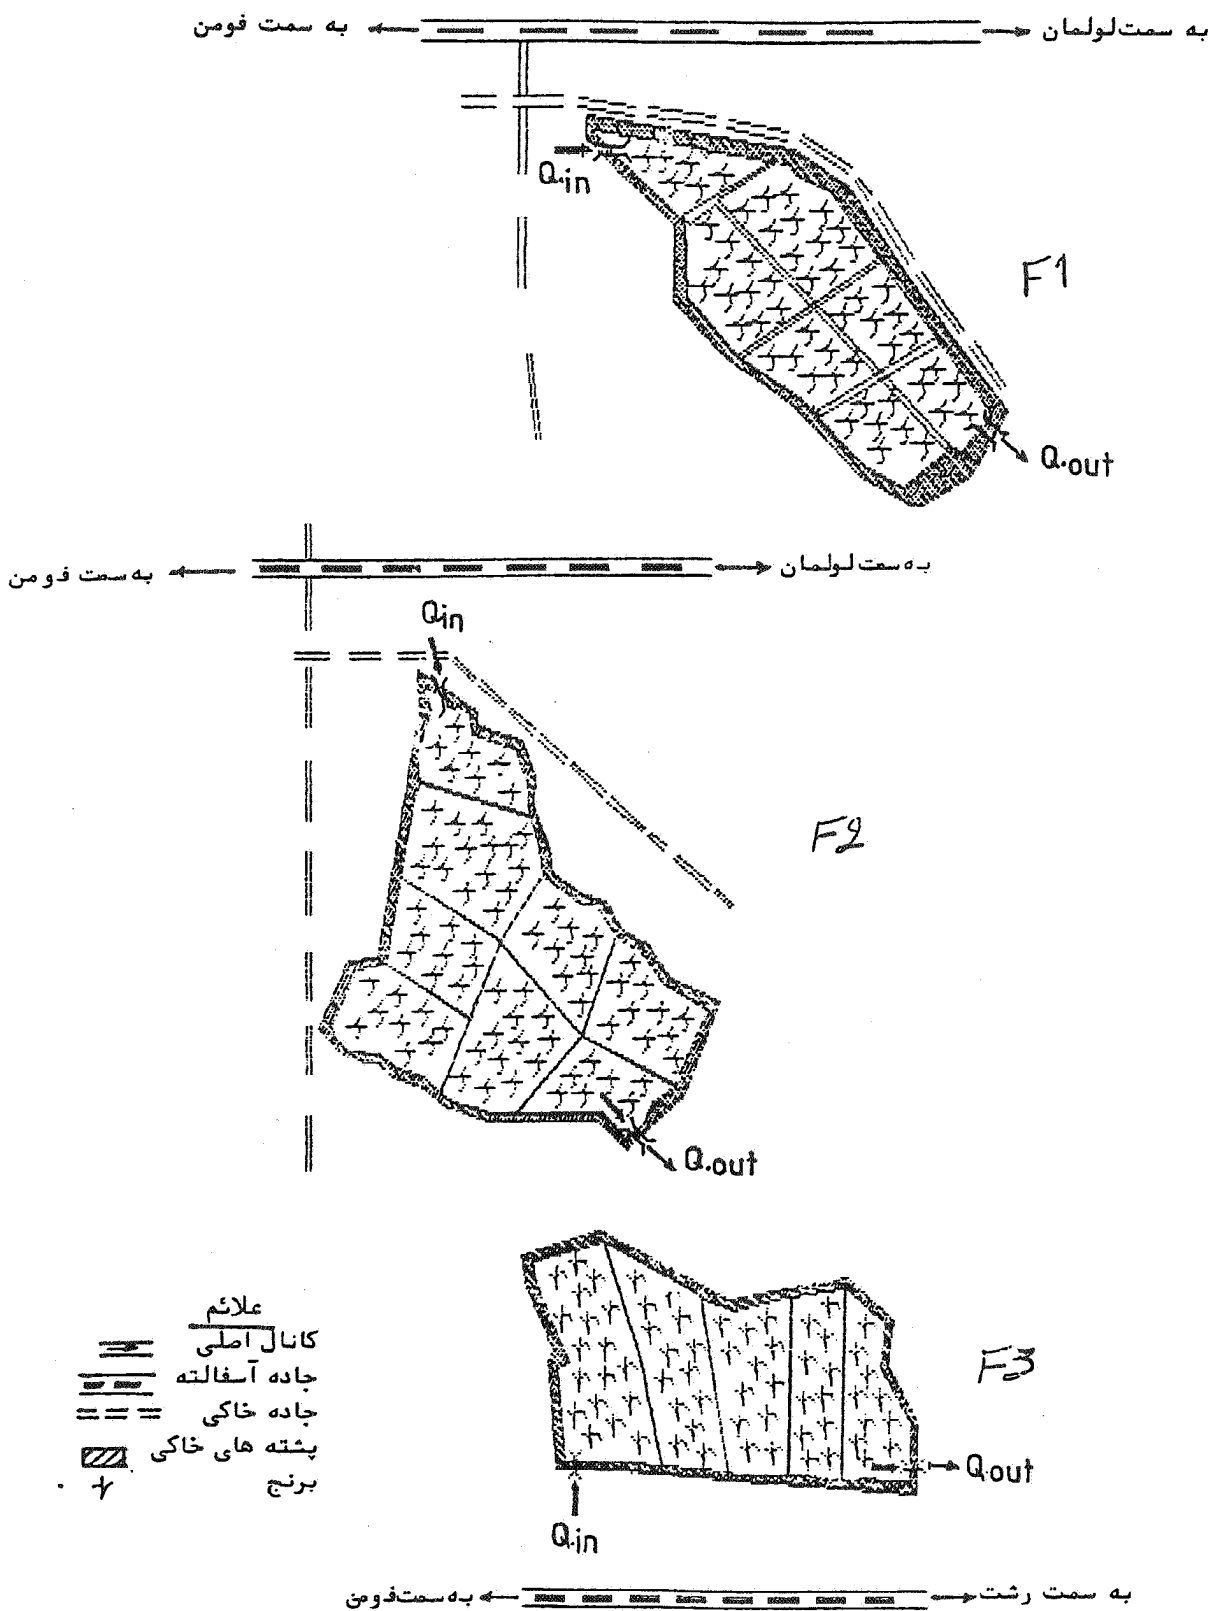 به سمت فومن
به سمت لولمان
Q.in
F1
Q.out
به سمت فومن
به سمت لولمان
Qin
F2
Q.out
علائم
کانال اصلی
جاده آسفالته
جاده خاکی
پشته های خاکی
برنج
F3
Q.out
Q.in
به سمت فومن
به سمت رشت